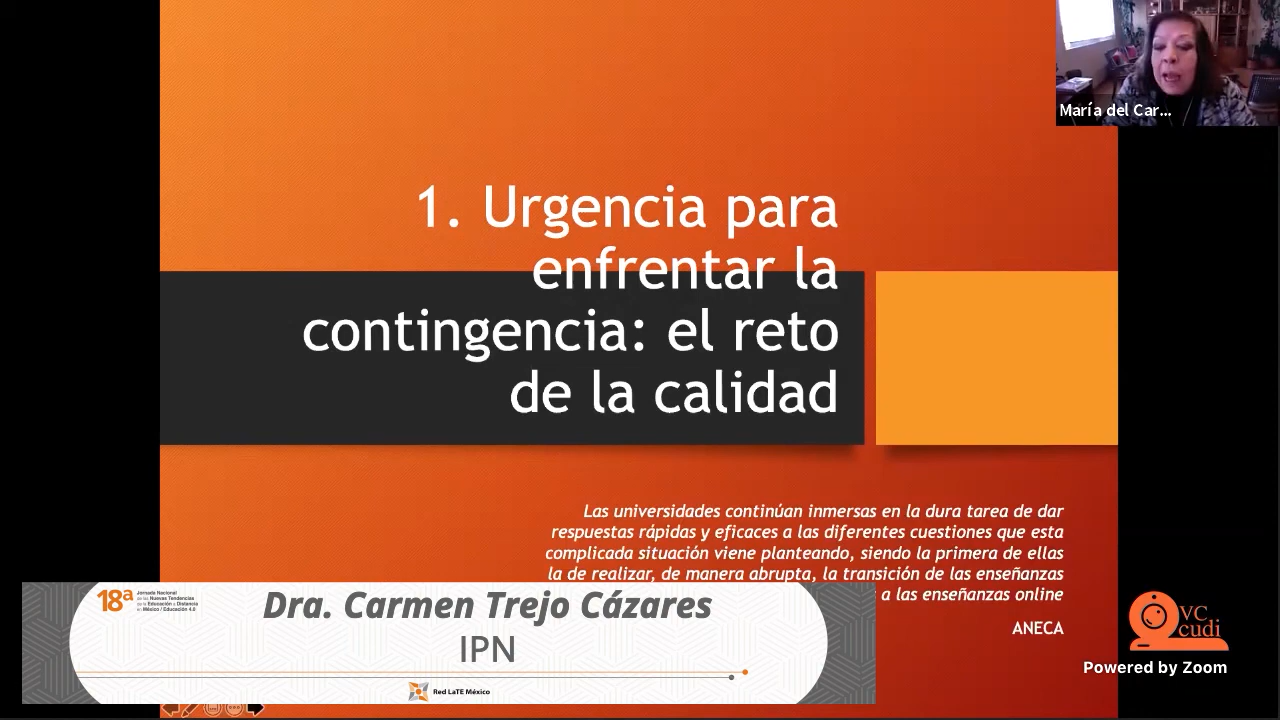 María del Car...
1. Urgencia para
enfrentar la
contingencia: el reto
de la calidad
Las universidades continúan inmersas en la dura tarea de dar
respuestas rápidas y eficaces a las diferentes cuestiones que esta
complicada situación viene planteando, siendo la primera de ellas
la de realizar, de manera abrupta, la transición de las enseñanzas
a las enseñanzas online
ANECA
18ª
Jornada Nacional
de las Nuevas Tendencias
de la Educación a Distancia
en México / Educación 4.0
Dra. Carmen Trejo Cázares
IPN
Red LaTE México
VC
cudi
Powered by Zoom